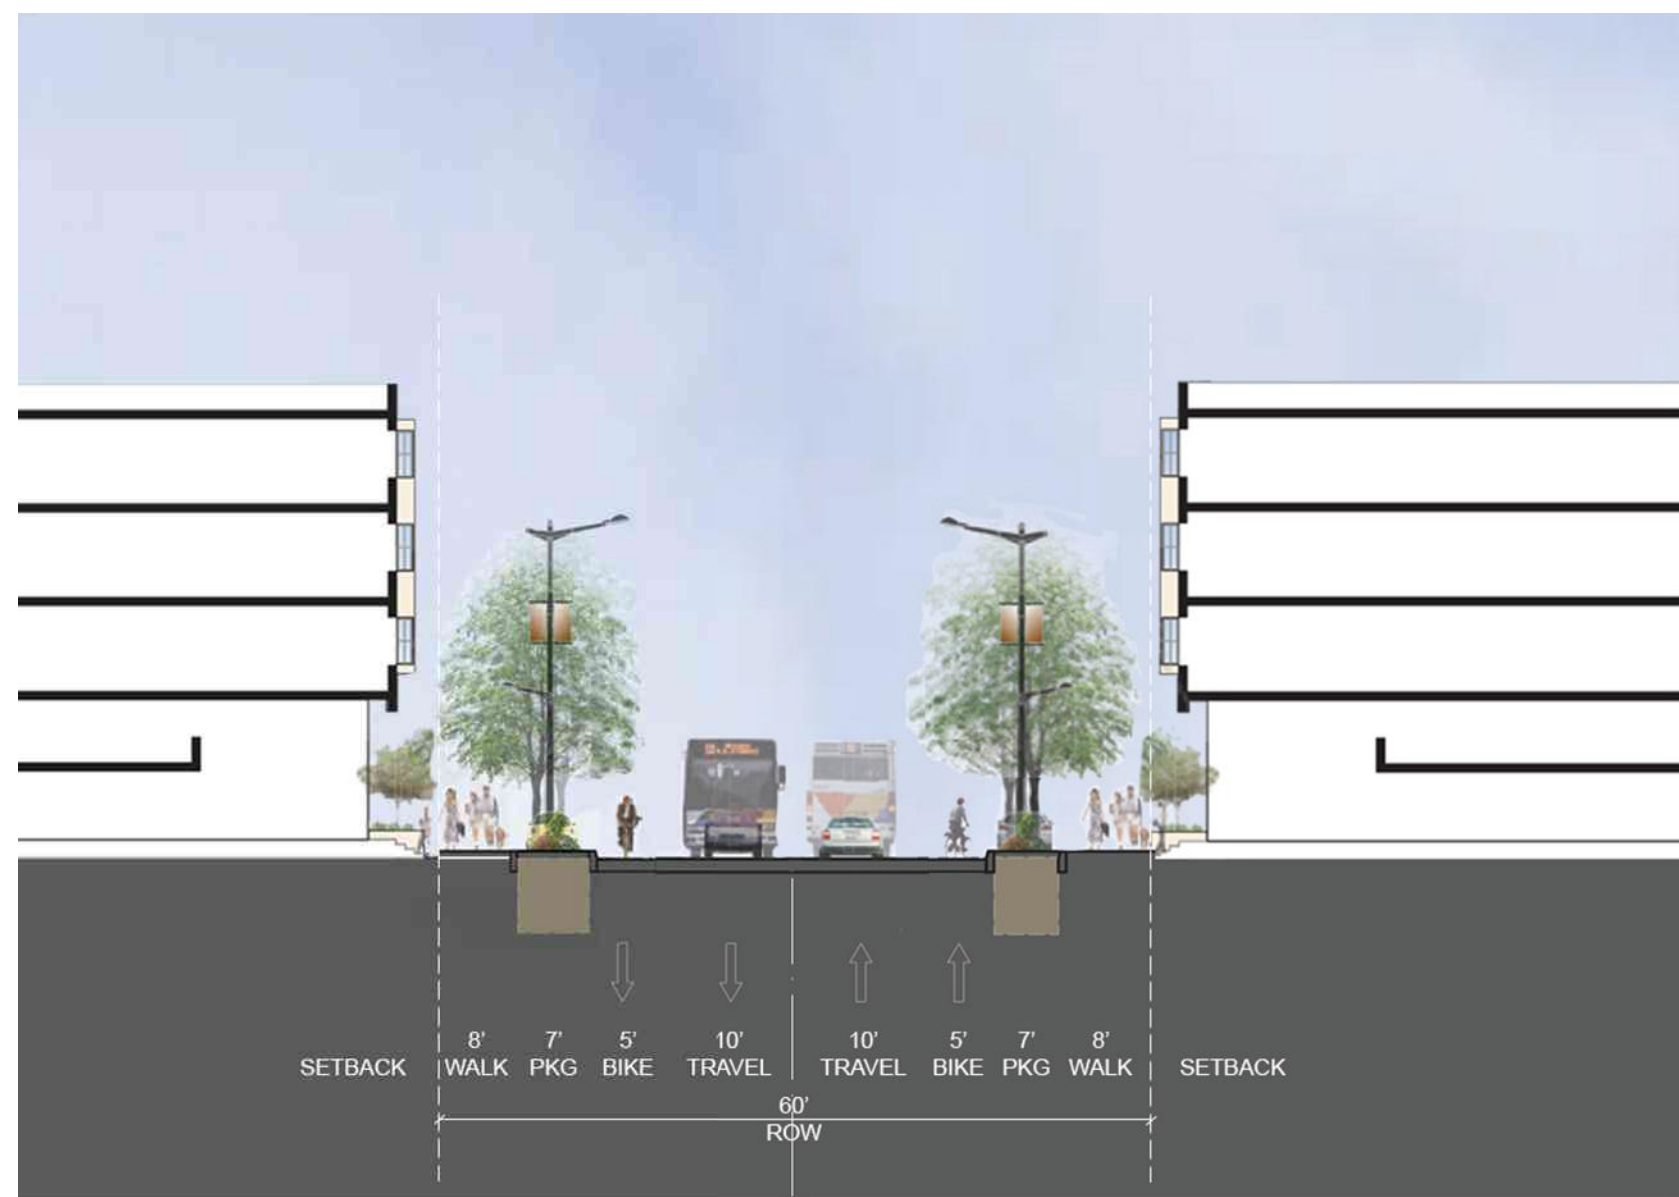 8' 7' 5' 10' 10' 5' 7' 8'
SETBACK WALK PKG BIKE TRAVEL TRAVEL BIKE PKG WALK SETBACK
60'
ROW